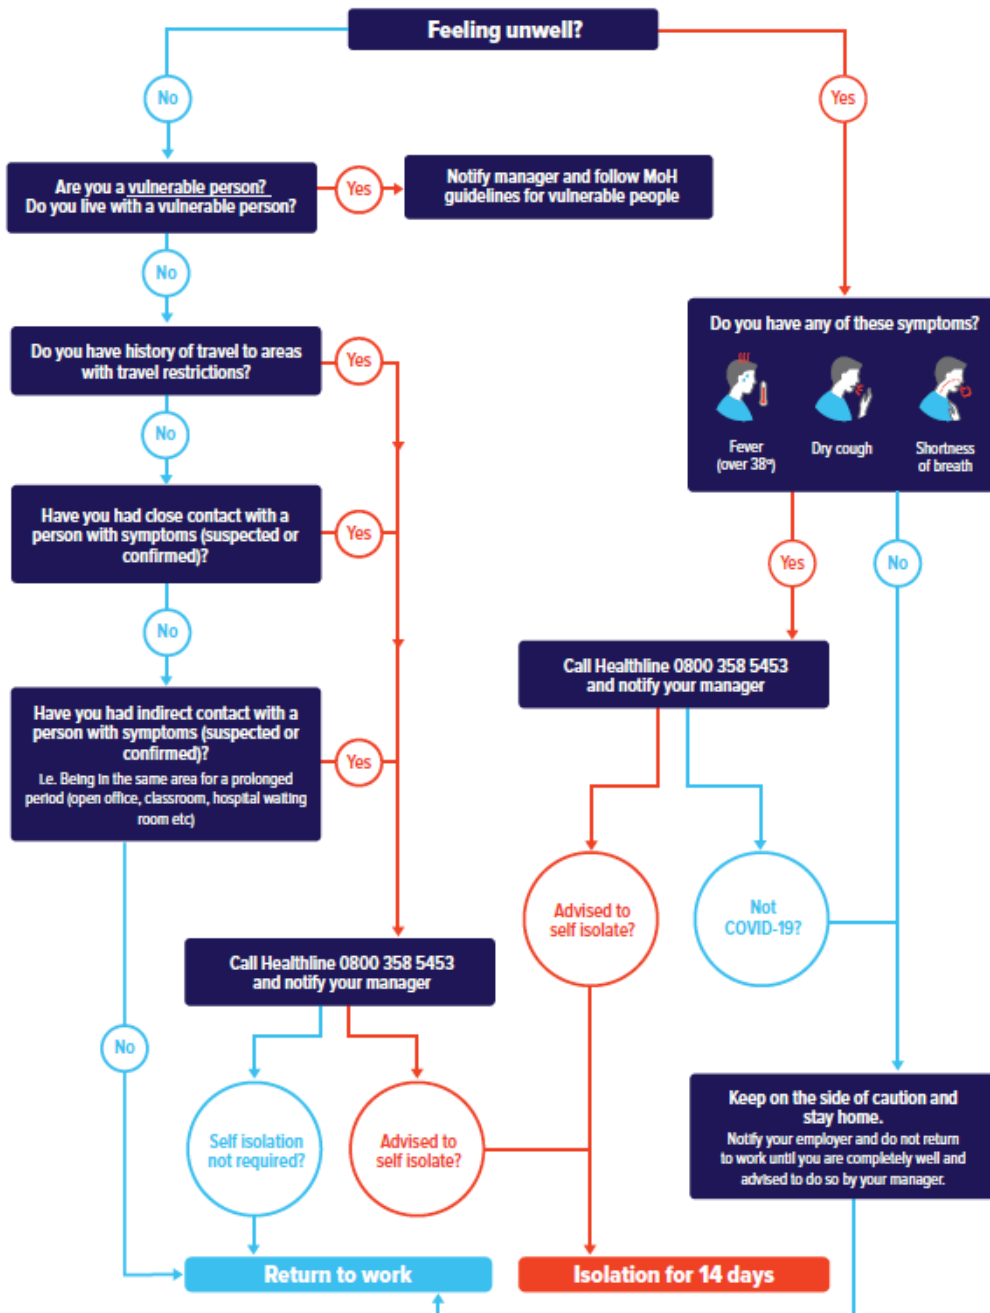 Feeling unwell?
No
Yes
Are you a vulnerable person?
Do you live with a vulnerable person?
Yes
Notify manager and follow MoH
guidelines for vulnerable people
No
Do you have history of travel to areas
with travel restrictions?
Yes
Do you have any of these symptoms?
Fever
(over 38º)
Dry cough
Shortness
of breath
No
Have you had close contact with a
person with symptoms (suspected or
confirmed)?
Yes
Yes
No
No
Call Healthline 0800 358 5453
and notify your manager
Have you had indirect contact with a
person with symptoms (suspected or
confirmed)?
i.e. Being in the same area for a prolonged
period (open office, classroom, hospital waiting
room etc)
Yes
Advised to
self isolate?
Not
COVID-19?
Call Healthline 0800 358 5453
and notify your manager
No
Self isolation
not required?
Advised to
self isolate?
Keep on the side of caution and
stay home.
Notify your employer and do not return
to work until you are completely well and
advised to do so by your manager.
Return to work
Isolation for 14 days